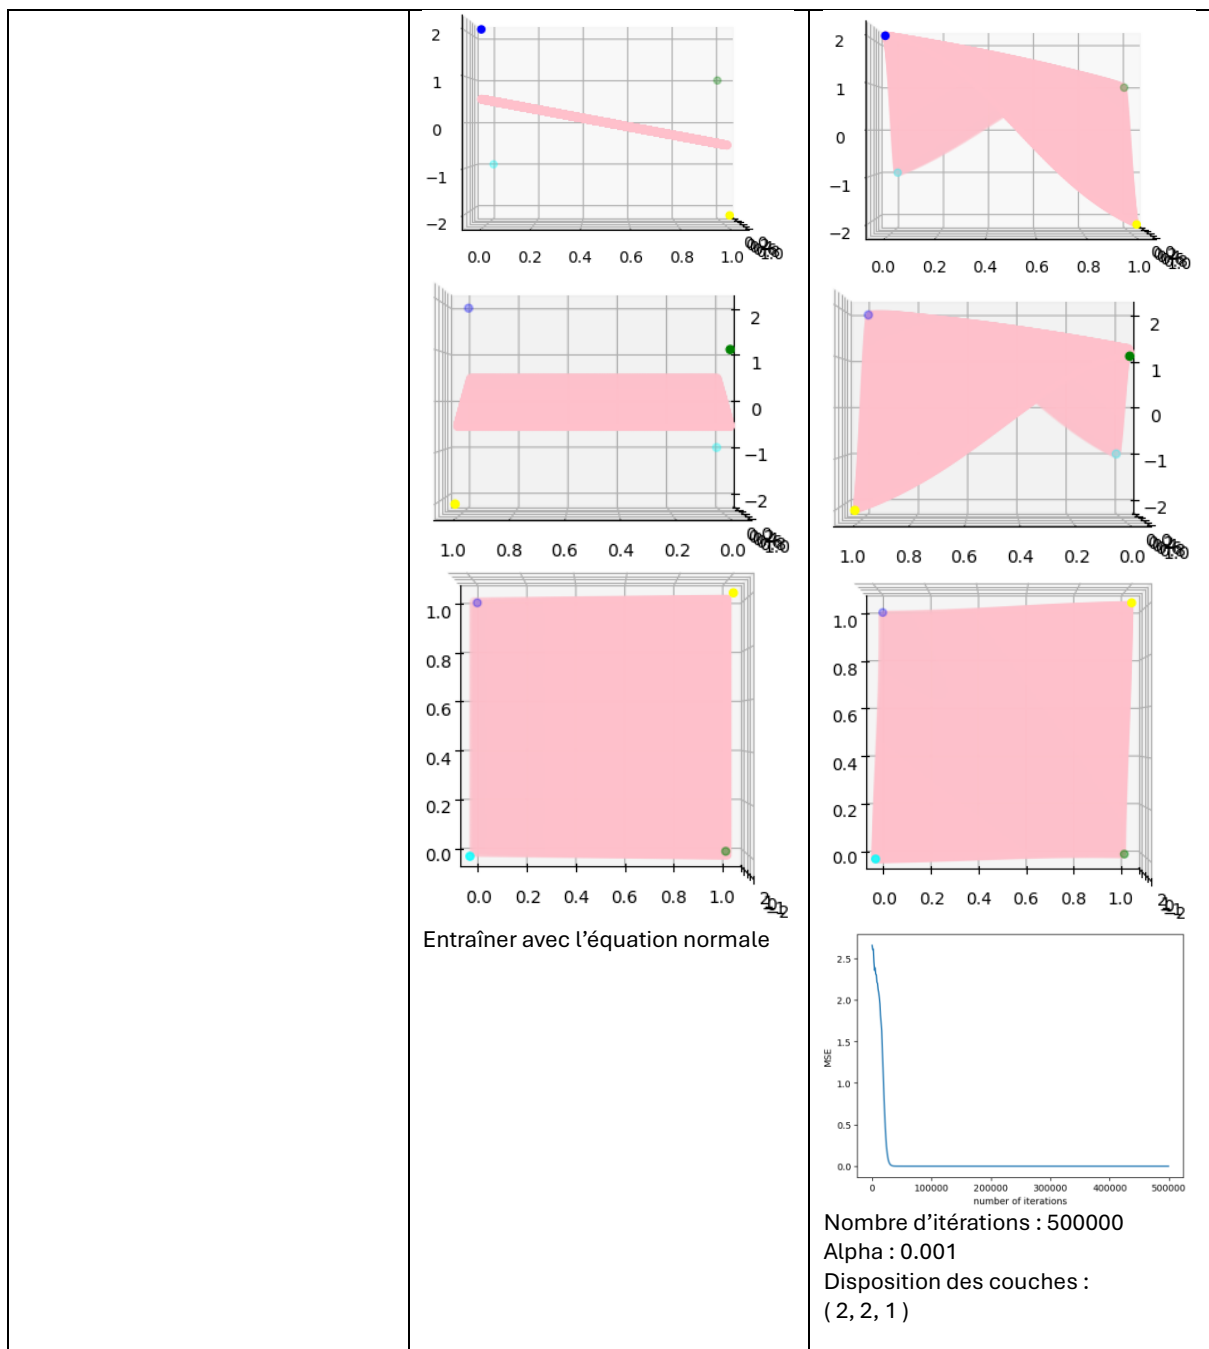 2
1
0
−1
−2
0.0 0.2 0.4 0.6 0.8 1.0
2
1
0
−1
−2
0.0 0.2 0.4 0.6 0.8 1.0
2
1
0
−1
−2
1.0 0.8 0.6 0.4 0.2 0.0
2
1
0
−1
−2
1.0 0.8 0.6 0.4 0.2 0.0
1.0
0.8
0.6
0.4
0.2
0.0
0.0 0.2 0.4 0.6 0.8 1.0
1.0
0.8
0.6
0.4
0.2
0.0
0.0 0.2 0.4 0.6 0.8 1.0
Entraîner avec l’équation normale
2.5
2.0
1.5
1.0
0.5
0.0
MSE
0 100000 200000 300000 400000 500000
number of iterations
Nombre d’itérations : 500000
Alpha : 0.001
Disposition des couches :
( 2, 2, 1 )